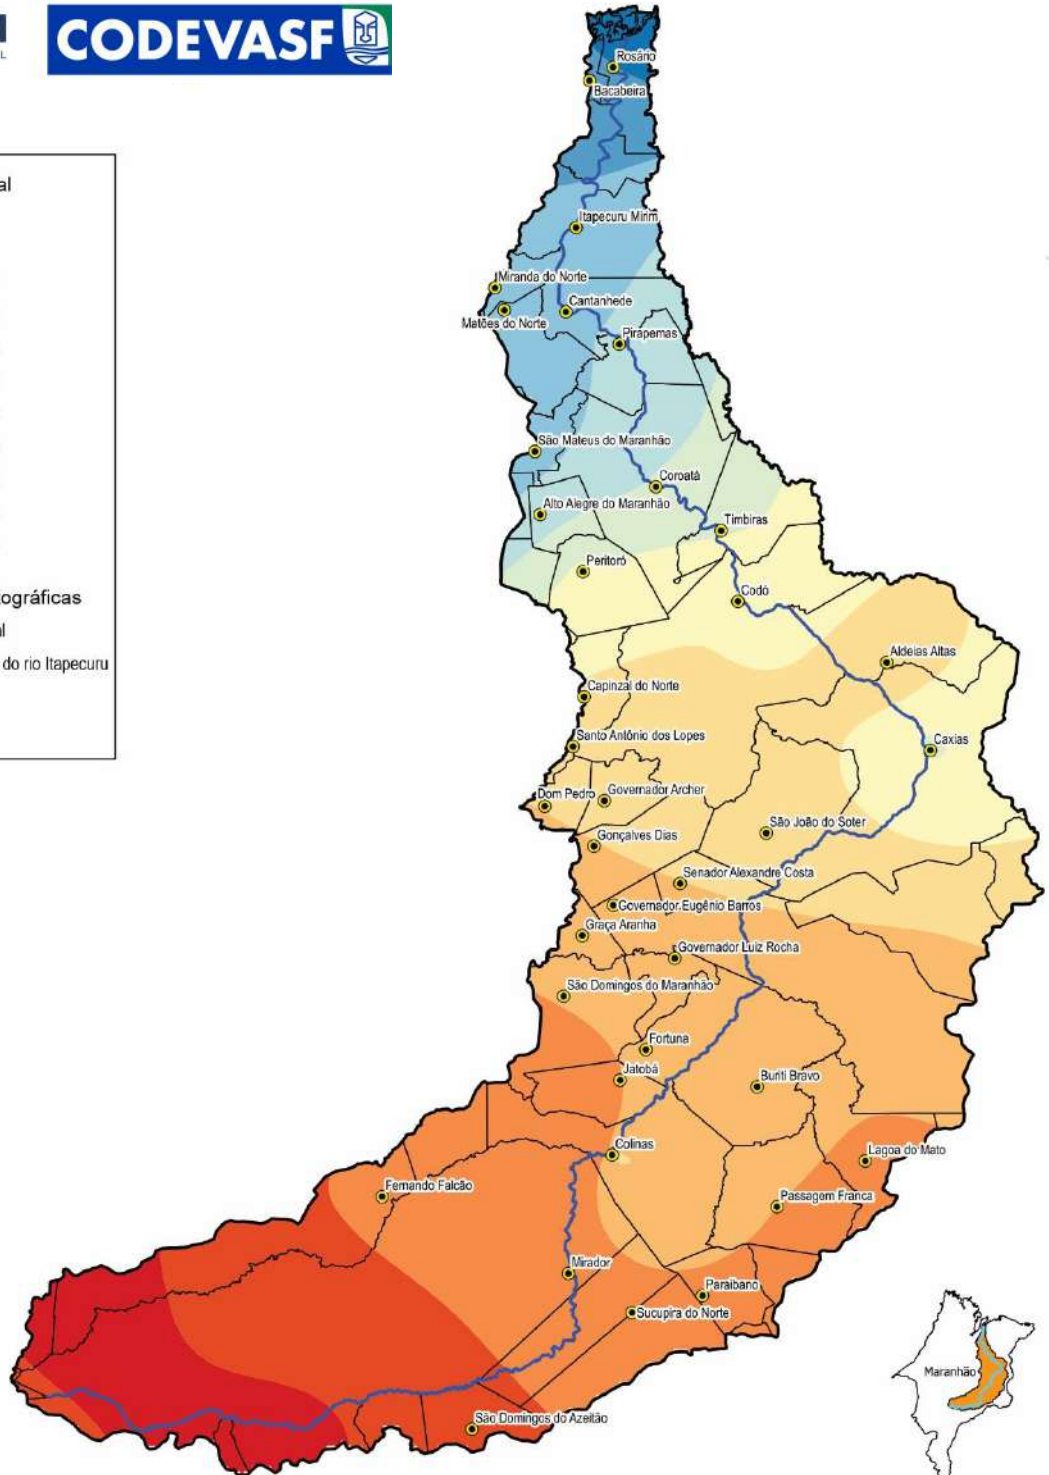 L
CODEVASF
al
ográficas
al
do rio Itapecuru
Rosário
Bacabeira
Itapecuru Mirim
Miranda do Norte
Cantanhede
Matões do Norte
Pirapemas
São Mateus do Maranhão
Coroatá
Alto Alegre do Maranhão
Timbiras
Peritoró
Codó
Aldeias Altas
Capinzal do Norte
Santo Antônio dos Lopes
Caxias
Dom Pedro
Governador Archer
São João do Soter
Gonçalves Dias
Senador Alexandre Costa
Governador Eugênio Barros
Graça Aranha
Governador Luiz Rocha
São Domingos do Maranhão
Fortuna
Jatobá
Buriti Bravo
Colinas
Lagoa do Mato
Fernando Falcão
Passagem Franca
Mirador
Paraibano
Sucupira do Norte
Maranhão
São Domingos do Azeitão